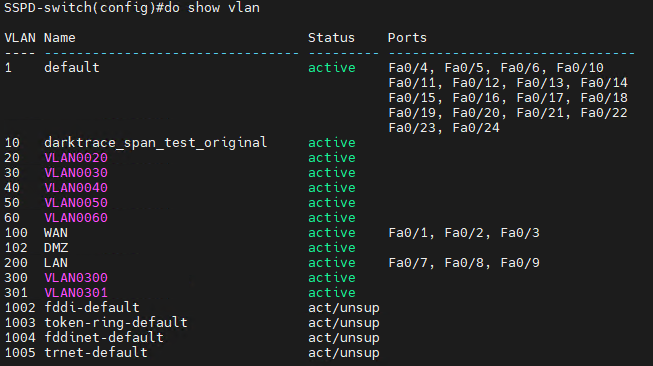 SSPD-switch(config)#do show vlan
VLAN Name                             Status    Ports
---- -------------------------------- --------- -------------------------------
1    default                          active    Fa0/4, Fa0/5, Fa0/6, Fa0/10
                                                Fa0/11, Fa0/12, Fa0/13, Fa0/14
                                                Fa0/15, Fa0/16, Fa0/17, Fa0/18
                                                Fa0/19, Fa0/20, Fa0/21, Fa0/22
                                                Fa0/23, Fa0/24
10   darktrace_span_test_original     active
20   VLAN0020                         active
30   VLAN0030                         active
40   VLAN0040                         active
50   VLAN0050                         active
60   VLAN0060                         active
100  WAN                              active    Fa0/1, Fa0/2, Fa0/3
102  DMZ                              active
200  LAN                              active    Fa0/7, Fa0/8, Fa0/9
300  VLAN0300                         active
301  VLAN0301                         active
1002 fddi-default                     act/unsup
1003 token-ring-default               act/unsup
1004 fddinet-default                  act/unsup
1005 trnet-default                    act/unsup